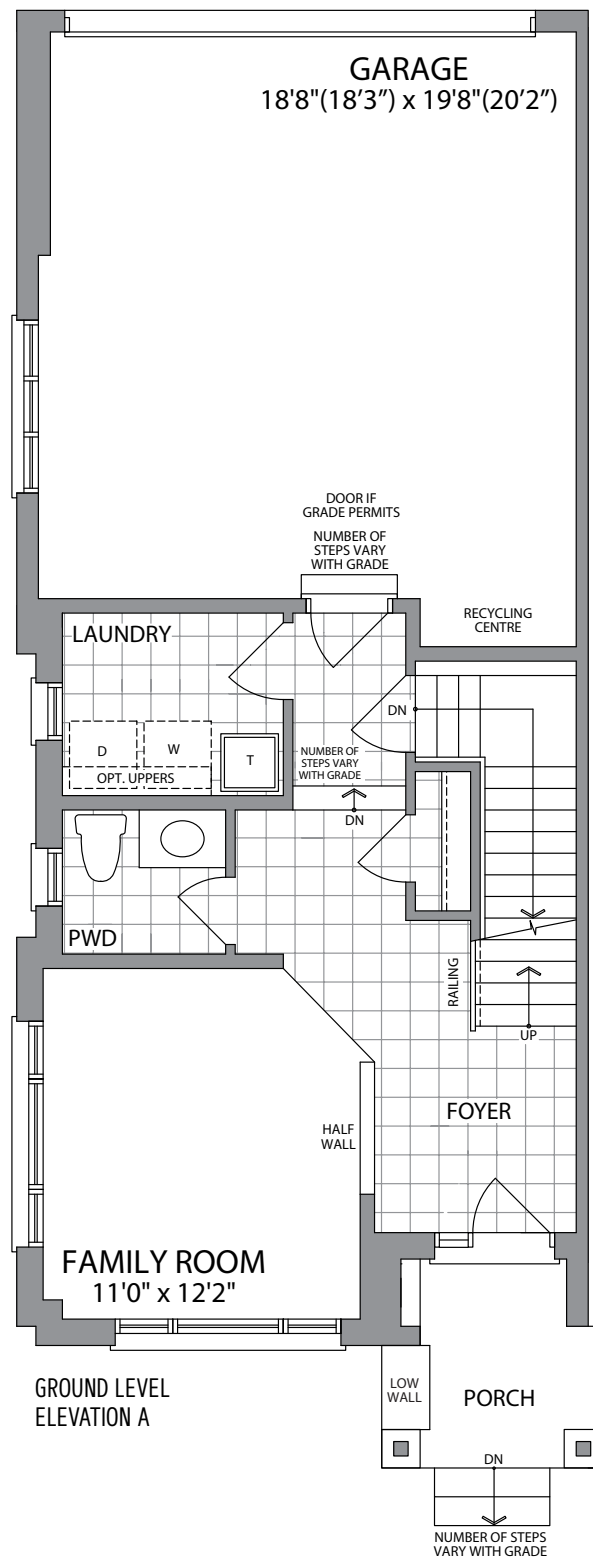 GARAGE
18'8"(18’3”) x 19'8"(20’2”)
DOOR IF
GRADE PERMITS
NUMBER OF
STEPS VARY
WITH GRADE
RECYCLING
CENTRE
LAUNDRY
DN
D
W
T
OPT. UPPERS
NUMBER OF
STEPS VARY
WITH GRADE
DN
PWD
RAILING
UP
FOYER
HALF
WALL
FAMILY ROOM
11'0" x 12'2"
GROUND LEVEL
ELEVATION A
LOW
WALL
PORCH
DN
NUMBER OF STEPS
VARY WITH GRADE